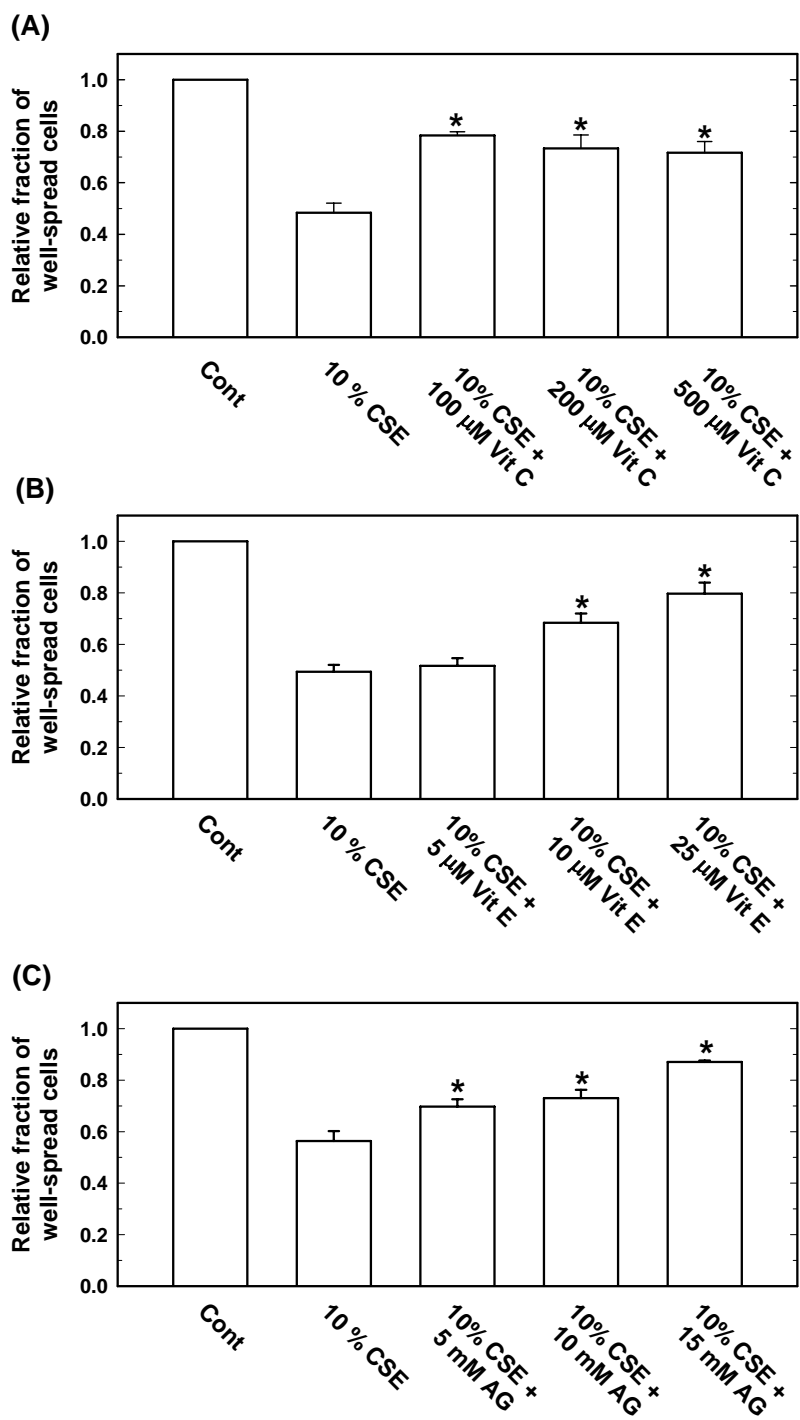 (A)
Relative fraction of
well-spread cells
1.0
0.8
0.6
0.4
0.2
0.0
*
*
*
Cont
10 % CSE
10% CSE +
100 μM Vit C
10% CSE +
200 μM Vit C
10% CSE +
500 μM Vit C
(B)
Relative fraction of
well-spread cells
1.0
0.8
0.6
0.4
0.2
0.0
*
*
Cont
10 % CSE
10% CSE +
5 μM Vit E
10% CSE +
10 μM Vit E
10% CSE +
25 μM Vit E
(C)
Relative fraction of
well-spread cells
1.0
0.8
0.6
0.4
0.2
0.0
*
*
*
Cont
10 % CSE
10% CSE +
5 mM AG
10% CSE +
10 mM AG
10% CSE +
15 mM AG